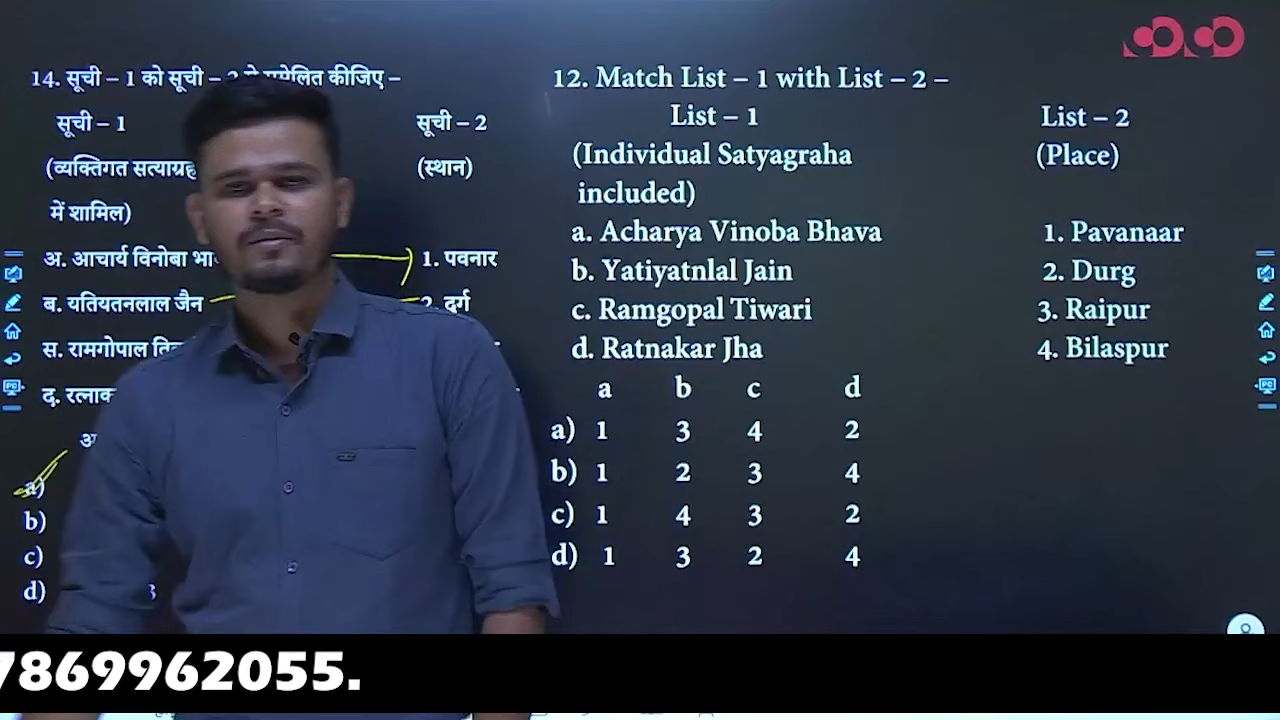 14. सूची – 1 को सूची – 2 से सुमेलित कीजिए –
सूची – 1
सूची – 2
(व्यक्तिगत सत्याग्रह
(स्थान)
में शामिल)
अ. आचार्य विनोबा
1. पवनार
ब. यतियतनलाल जैन
2. दुर्ग
स. रामगोपाल
द.
a)
b)
c)
d)
3
12. Match List – 1 with List – 2 –
List – 1
List – 2
(Individual Satyagraha
(Place)
included)
a. Acharya Vinoba Bhava
1. Pavanaar
b. Yatiyatnlal Jain
2. Durg
c. Ramgopal Tiwari
3. Raipur
d. Ratnakar Jha
4. Bilaspur
a b c d
a) 1 3 4 2
b) 1 2 3 4
c) 1 4 3 2
d) 1 3 2 4
7869962055.